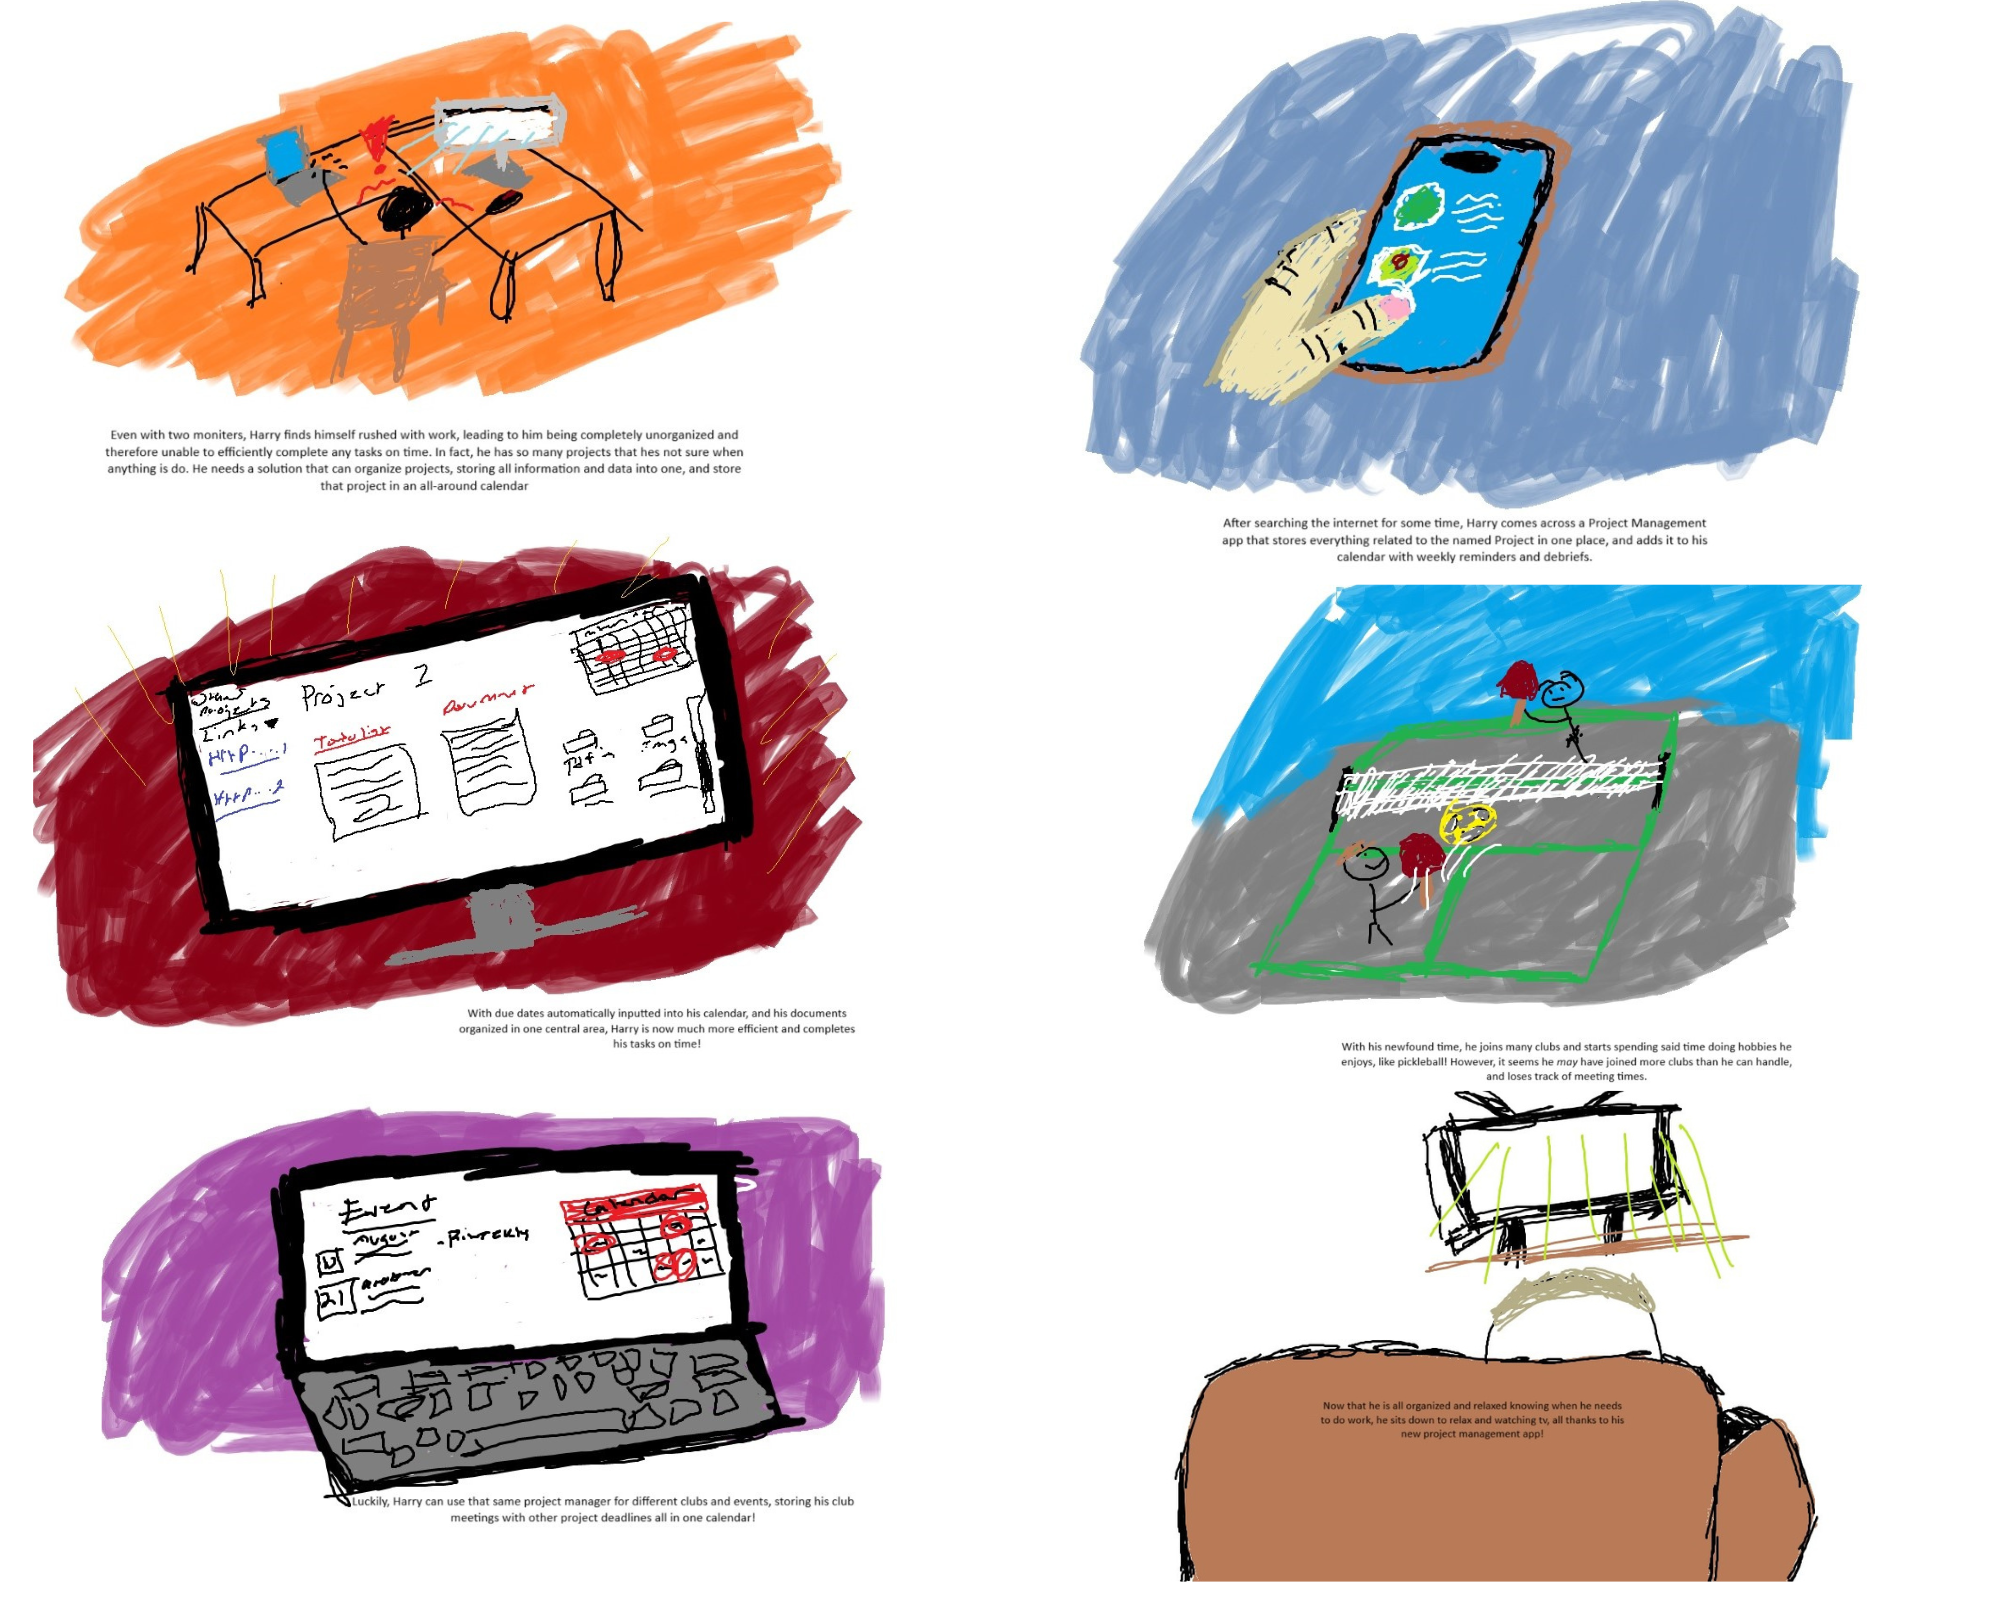 Even with two moniters, Harry finds himself rushed with work, leading to him being completely unorganized and
therefore unable to efficiently complete any tasks on time. In fact, he has so many projects that hes not sure when
anything is do. He needs a solution that can organize projects, storing all information and data into one, and store
that project in an all-around calendar
After searching the internet for some time, Harry comes across a Project Management
app that stores everything related to the named Project in one place, and adds it to his
calendar with weekly reminders and debriefs.
Projects
Links
HttP.....1
HttP....2
Project 1
Todo list
Document
Imgs
With due dates automatically inputted into his calendar, and his documents
organized in one central area, Harry is now much more efficient and completes
his tasks on time!
With his newfound time, he joins many clubs and starts spending said time doing hobbies he
enjoys, like pickleball! However, it seems he may have joined more clubs than he can handle,
and loses track of meeting times.
Event
August
- Biweekly
21
Calendar
Luckily, Harry can use that same project manager for different clubs and events, storing his club
meetings with other project deadlines all in one calendar!
Now that he is all organized and relaxed knowing when he needs
to do work, he sits down to relax and watching tv, all thanks to his
new project management app!